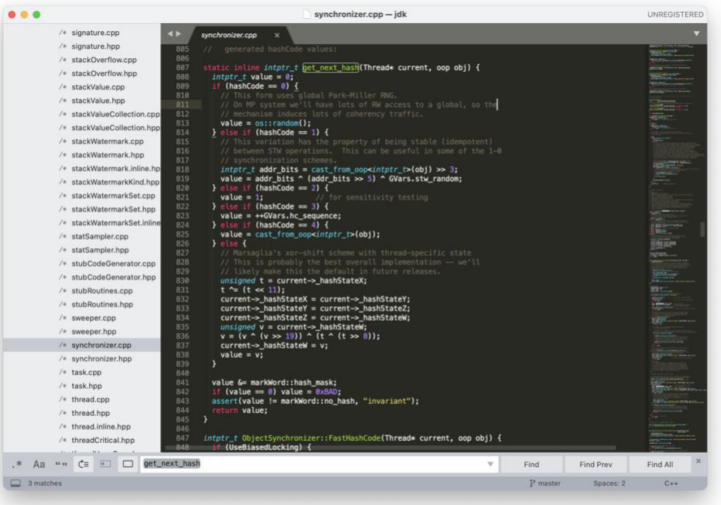 synchronizer.cpp — jdk
UNREGISTERED
/* signature.cpp
/* signature.hpp
/* stackOverflow.cpp
/* stackOverflow.hpp
/* stackValue.cpp
/* stackValue.hpp
/* stackValueCollection.cpp
/* stackValueCollection.hpp
/* stackWatermark.cpp
/* stackWatermark.hpp
/* stackWatermark.inline.hp
/* stackWatermarkKind.hpp
/* stackWatermarkSet.cpp
/* stackWatermarkSet.hpp
/* stackWatermarkSet.inline
/* statSampler.cpp
/* statSampler.hpp
/* stubCodeGenerator.cpp
/* stubCodeGenerator.hpp
/* stubRoutines.cpp
/* stubRoutines.hpp
/* sweeper.cpp
/* sweeper.hpp
/* synchronizer.cpp
/* synchronizer.hpp
/* task.cpp
/* task.hpp
/* thread.cpp
/* thread.hpp
/* thread.inline.hpp
/* threadCritical.hpp
synchronizer.cpp ×
805 // generated hashCode values:
806
807 static inline intptr_t get_next_hash(Thread* current, oop obj) {
808 intptr_t value = 0;
809 if (hashCode == 0) {
810 // This form uses global Park-Miller RNG.
811 // On MP system we'll have lots of RW access to a global, so the
812 // mechanism induces lots of coherency traffic.
813 value = os::random();
814 } else if (hashCode == 1) {
815 // This variation has the property of being stable (idempotent)
816 // between STW operations. This can be useful in some of the 1-0
817 // synchronization schemes.
818 intptr_t addr_bits = cast_from_oop<intptr_t>(obj) >> 3;
819 value = addr_bits ^ (addr_bits >> 5) ^ GVars.stw_random;
820 } else if (hashCode == 2) {
821 value = 1; // for sensitivity testing
822 } else if (hashCode == 3) {
823 value = ++GVars.hc_sequence;
824 } else if (hashCode == 4) {
825 value = cast_from_oop<intptr_t>(obj);
826 } else {
827 // Marsaglia's xor-shift scheme with thread-specific state
828 // This is probably the best overall implementation -- we'll
829 // likely make this the default in future releases.
830 unsigned t = current->_hashStateX;
831 t ^= (t << 11);
832 current->_hashStateX = current->_hashStateY;
833 current->_hashStateY = current->_hashStateZ;
834 current->_hashStateZ = current->_hashStateW;
835 unsigned v = current->_hashStateW;
836 v = (v ^ (v >> 19)) ^ (t ^ (t >> 8));
837 current->_hashStateW = v;
838 value = v;
839 }
840
841 value &= markWord::hash_mask;
842 if (value == 0) value = 0xBAD;
843 assert(value != markWord::no_hash, "invariant");
844 return value;
845 }
846
847 intptr_t ObjectSynchronizer::FastHashCode(Thread* current, oop obj) {
848 if (UseBiasedLocking) {
.* Aa "" get_next_hash
Find
Find Prev
Find All
×
3 matches
master
Spaces: 2
C++